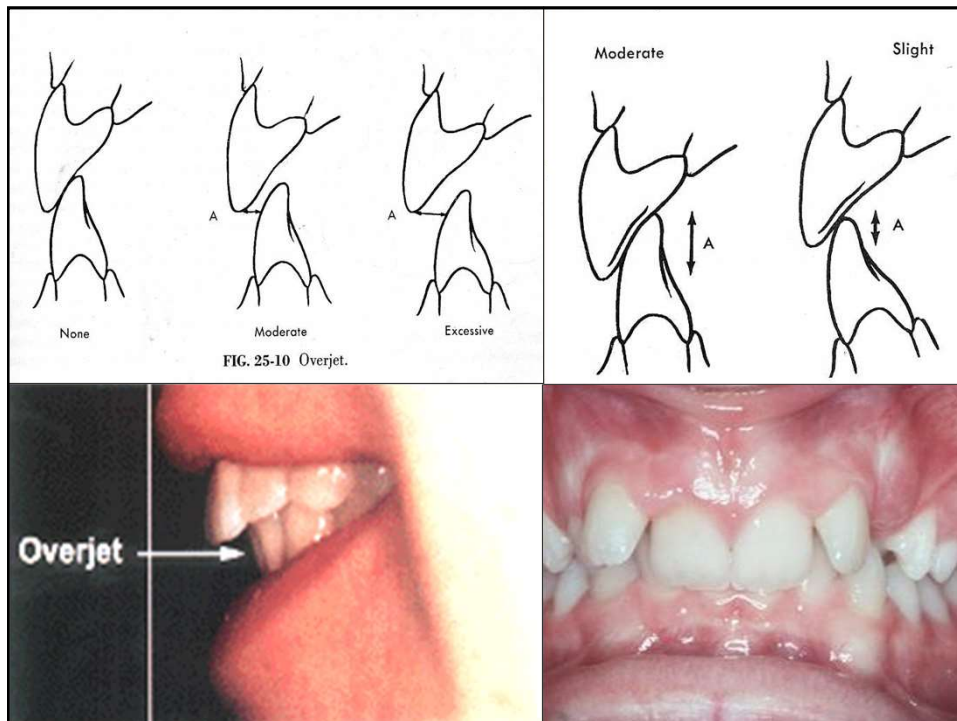 Moderate Slight
A A
A A
None Moderate Excessive
FIG. 25-10 Overjet.
Overjet